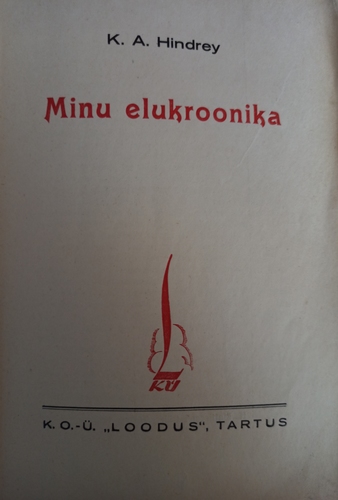 K. A. Hindrey
Minu elukroonika
KÜ
K. O.-Ü. „LOODUS", TARTUS